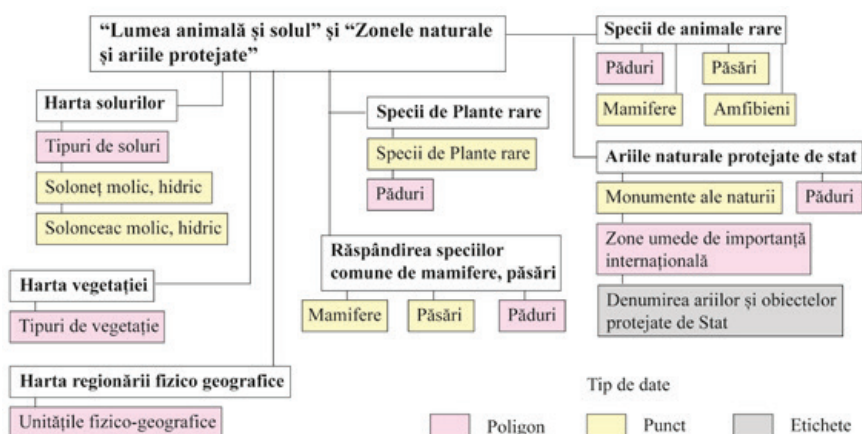 “Lumea animală și solul” și “Zonele naturale
și ariile protejate”
Specii de animale rare
Păduri
Păsări
Mamifere
Amfibieni
Harta solurilor
Tipuri de soluri
Soloneț molic, hidric
Solonceac molic, hidric
Specii de Plante rare
Specii de Plante rare
Păduri
Ariile naturale protejate de stat
Monumente ale naturii
Păduri
Zone umede de importanță
internațională
Denumirea ariilor și obiectelor
protejate de Stat
Răspândirea speciilor
comune de mamifere, păsări
Mamifere
Păsări
Păduri
Harta vegetației
Tipuri de vegetație
Harta regionării fizico geografice
Unitățile fizico-geografice
Tip de date
Poligon
Punct
Etichete